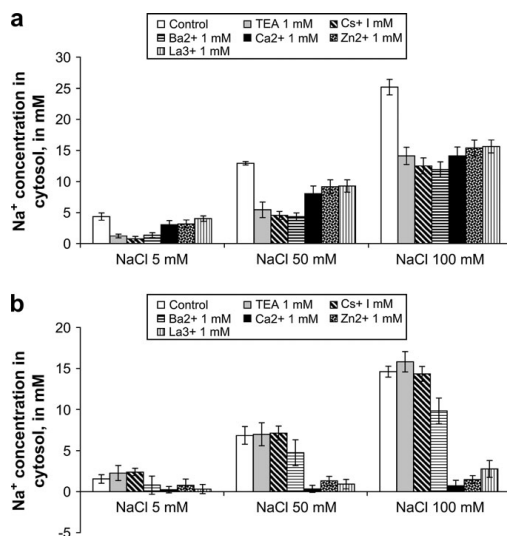 a
Control TEA 1 mM Cs+ I mM
Ba2+ 1 mM Ca2+ 1 mM Zn2+ 1 mM
La3+ 1 mM
Na+ concentration in
cytosol, in mM
30
25
20
15
10
5
0
NaCl 5 mM NaCl 50 mM NaCl 100 mM
b
Control TEA 1 mM Cs+ I mM
Ba2+ 1 mM Ca2+ 1 mM Zn2+ 1 mM
La3+ 1 mM
Na+ concentration in
cytosol, in mM
20
15
10
5
0
-5
NaCl 5 mM NaCl 50 mM NaCl 100 mM